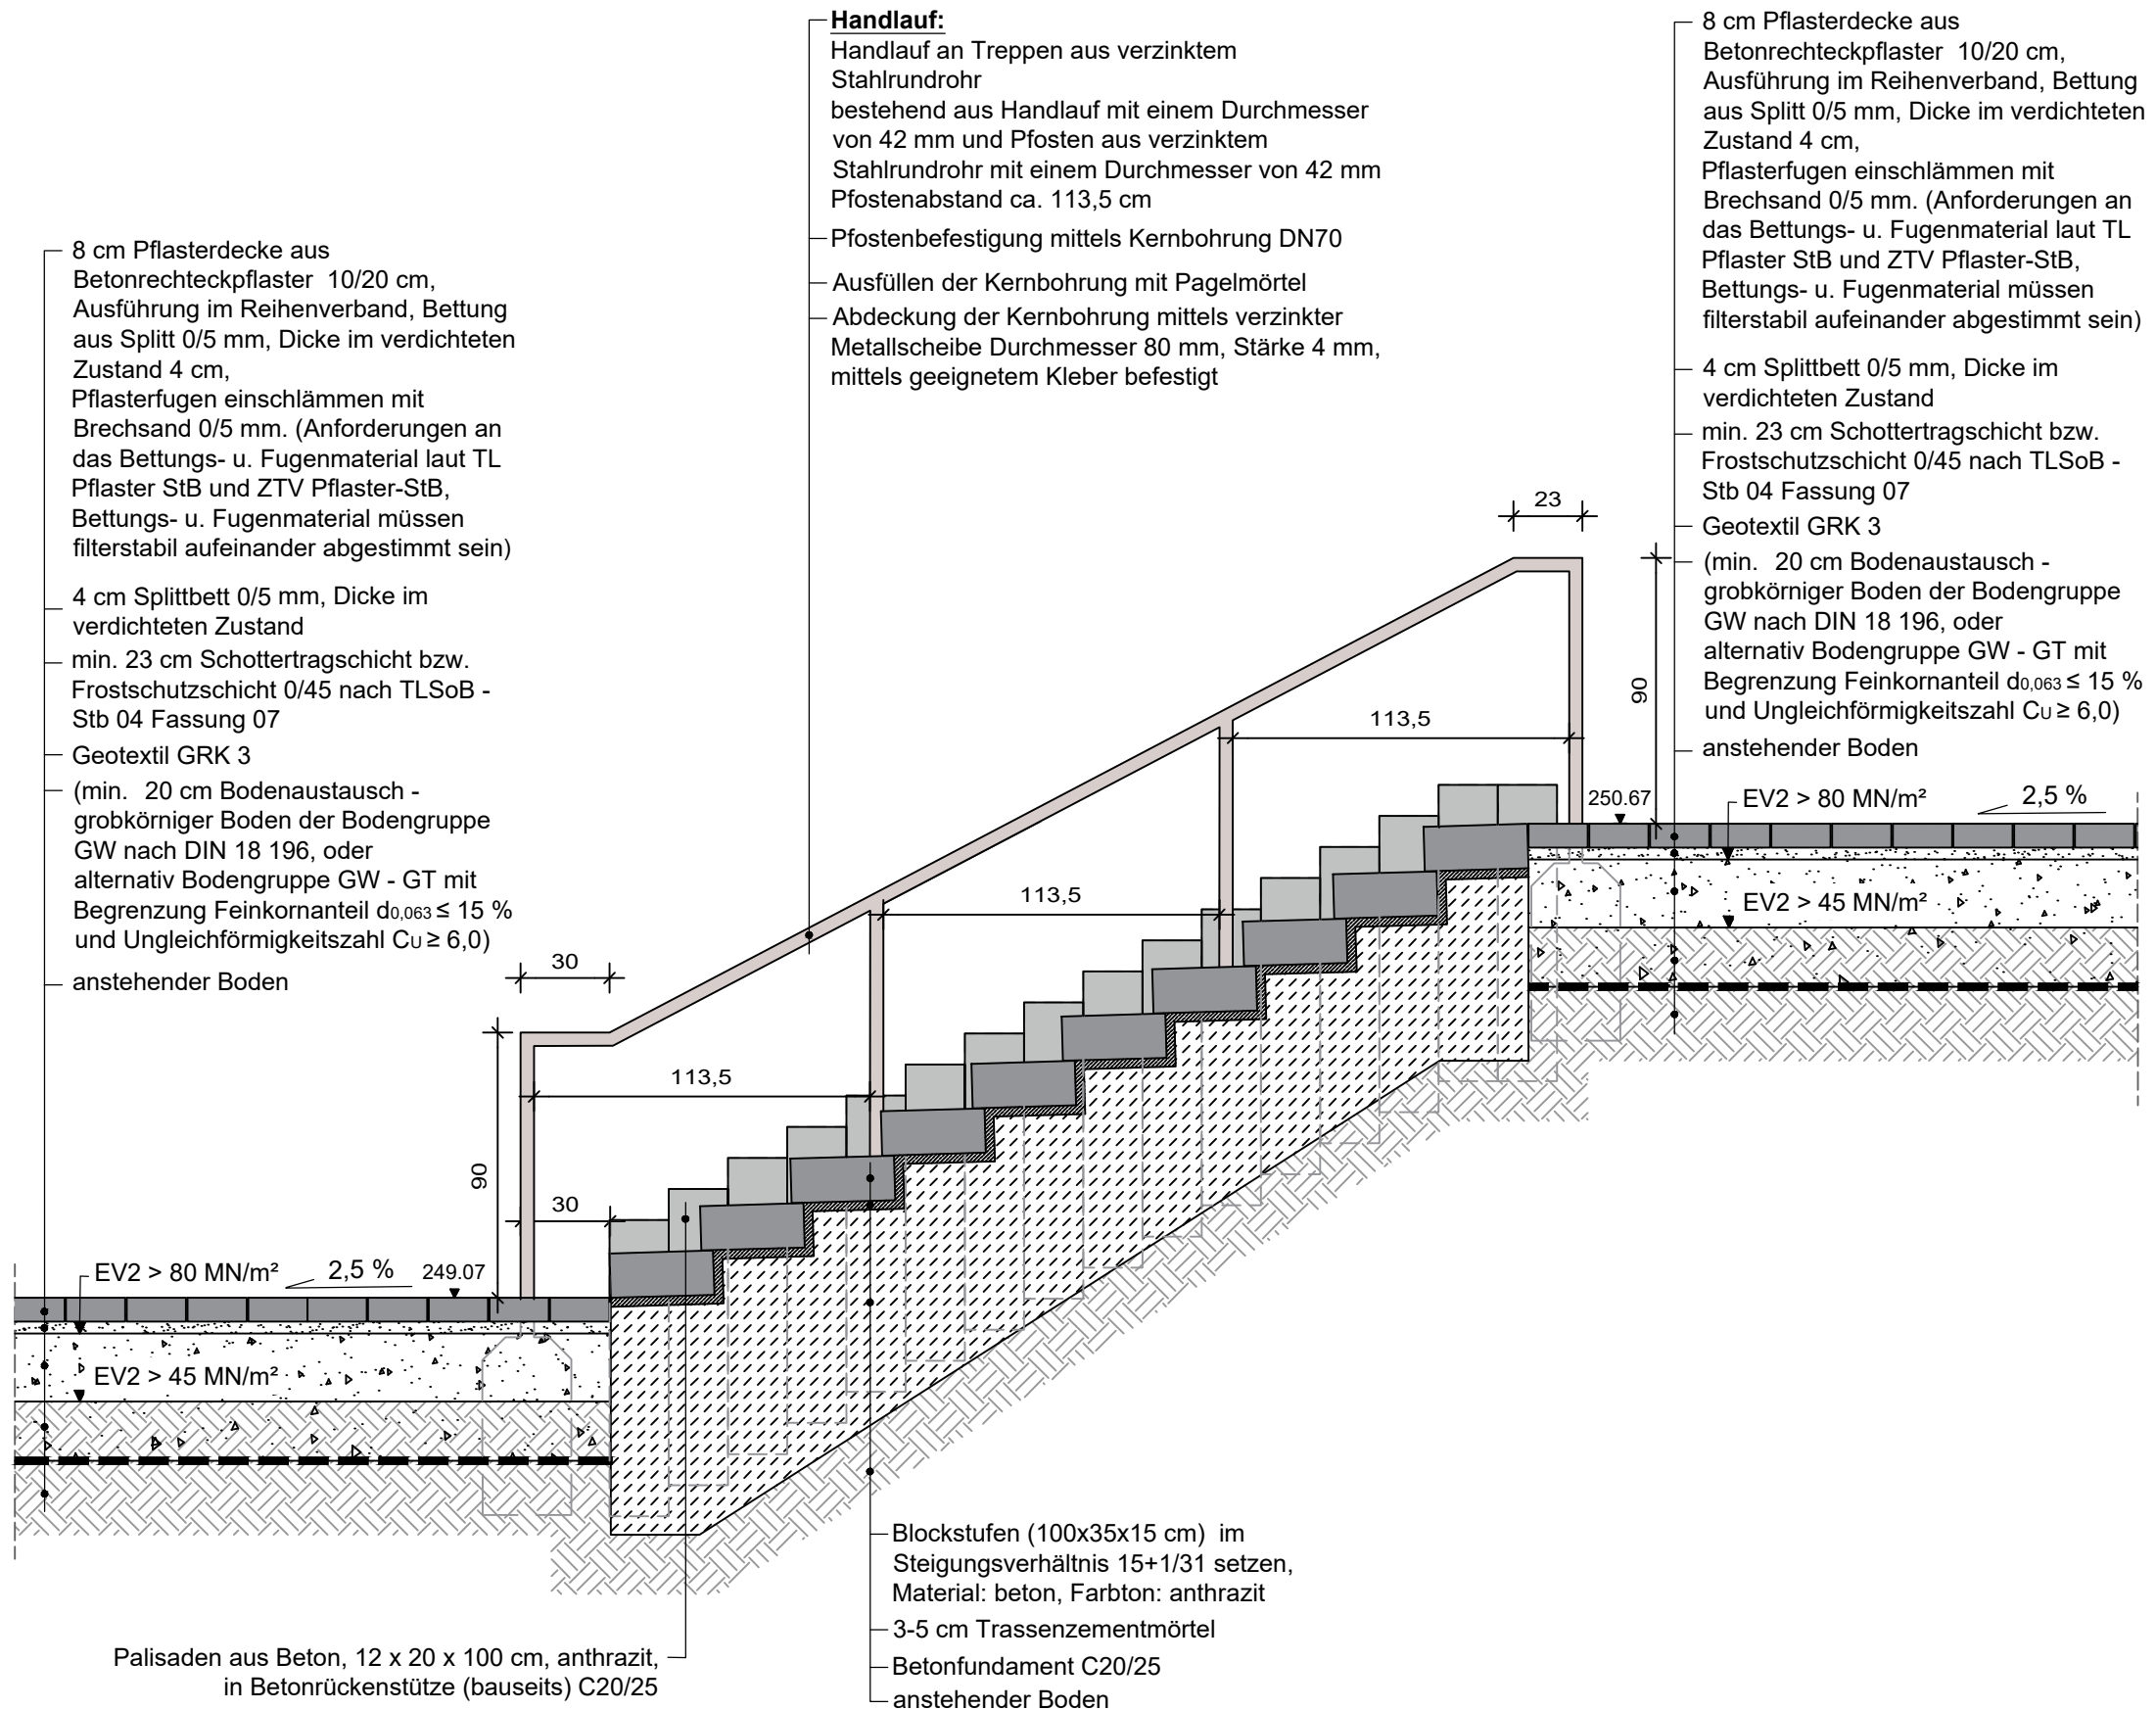 Handlauf:
Handlauf an Treppen aus verzinktem
Stahlrundrohr
bestehend aus Handlauf mit einem Durchmesser
von 42 mm und Pfosten aus verzinktem
Stahlrundrohr mit einem Durchmesser von 42 mm
Pfostenabstand ca. 113,5 cm
Pfostenbefestigung mittels Kernbohrung DN70
Ausfüllen der Kernbohrung mit Pagelmörtel
Abdeckung der Kernbohrung mittels verzinkter
Metallscheibe Durchmesser 80 mm, Stärke 4 mm,
mittels geeignetem Kleber befestigt
8 cm Pflasterdecke aus
Betonrechteckpflaster 10/20 cm,
Ausführung im Reihenverband, Bettung
aus Splitt 0/5 mm, Dicke im verdichteten
Zustand 4 cm,
Pflasterfugen einschlämmen mit
Brechsand 0/5 mm. (Anforderungen an
das Bettungs- u. Fugenmaterial laut TL
Pflaster StB und ZTV Pflaster-StB,
Bettungs- u. Fugenmaterial müssen
filterstabil aufeinander abgestimmt sein)
4 cm Splittbett 0/5 mm, Dicke im
verdichteten Zustand
min. 23 cm Schottertragschicht bzw.
Frostschutzschicht 0/45 nach TLSoB -
Stb 04 Fassung 07
Geotextil GRK 3
(min. 20 cm Bodenaustausch -
grobkörniger Boden der Bodengruppe
GW nach DIN 18 196, oder
alternativ Bodengruppe GW - GT mit
Begrenzung Feinkornanteil d0,063 ≤ 15 %
und Ungleichförmigkeitszahl CU ≥ 6,0)
anstehender Boden
8 cm Pflasterdecke aus
Betonrechteckpflaster 10/20 cm,
Ausführung im Reihenverband, Bettung
aus Splitt 0/5 mm, Dicke im verdichteten
Zustand 4 cm,
Pflasterfugen einschlämmen mit
Brechsand 0/5 mm. (Anforderungen an
das Bettungs- u. Fugenmaterial laut TL
Pflaster StB und ZTV Pflaster-StB,
Bettungs- u. Fugenmaterial müssen
filterstabil aufeinander abgestimmt sein)
4 cm Splittbett 0/5 mm, Dicke im
verdichteten Zustand
min. 23 cm Schottertragschicht bzw.
Frostschutzschicht 0/45 nach TLSoB -
Stb 04 Fassung 07
Geotextil GRK 3
(min. 20 cm Bodenaustausch -
grobkörniger Boden der Bodengruppe
GW nach DIN 18 196, oder
alternativ Bodengruppe GW - GT mit
Begrenzung Feinkornanteil d0,063 ≤ 15 %
und Ungleichförmigkeitszahl CU ≥ 6,0)
anstehender Boden
23
90
113,5
250.67
EV2 > 80 MN/m²
2,5 %
EV2 > 45 MN/m²
113,5
30
113,5
90
30
EV2 > 80 MN/m²
2,5 %
249.07
EV2 > 45 MN/m²
Blockstufen (100x35x15 cm) im
Steigungsverhältnis 15+1/31 setzen,
Material: beton, Farbton: anthrazit
3-5 cm Trassenzementmörtel
Betonfundament C20/25
anstehender Boden
Palisaden aus Beton, 12 x 20 x 100 cm, anthrazit,
in Betonrückenstütze (bauseits) C20/25